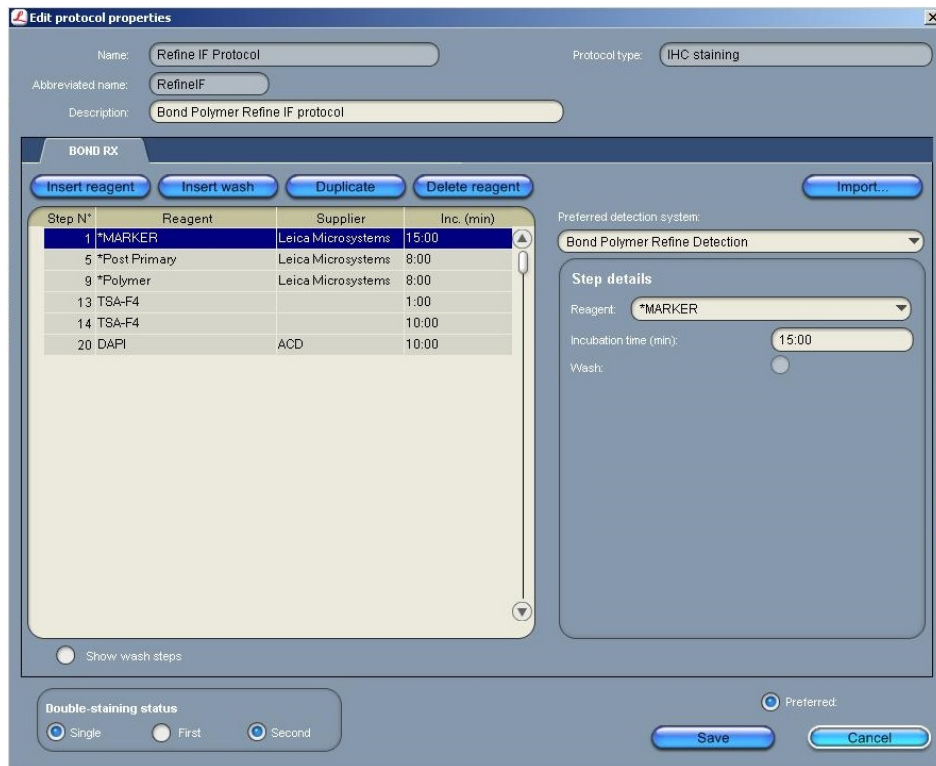 Edit protocol properties
Name: Refine IF Protocol
Protocol type: IHC staining
Abbreviated name: RefineIF
Description: Bond Polymer Refine IF protocol
BOND RX
Insert reagent Insert wash Duplicate Delete reagent Import...
Step N° Reagent Supplier Inc. (min)
1 *MARKER Leica Microsystems 15:00
5 *Post Primary Leica Microsystems 8:00
9 *Polymer Leica Microsystems 8:00
13 TSA-F4 1:00
14 TSA-F4 10:00
20 DAPI ACD 10:00
Show wash steps
Preferred detection system:
Bond Polymer Refine Detection
Step details
Reagent: *MARKER
Incubation time (min): 15:00
Wash:
Double-staining status
Single First Second
Preferred:
Save Cancel